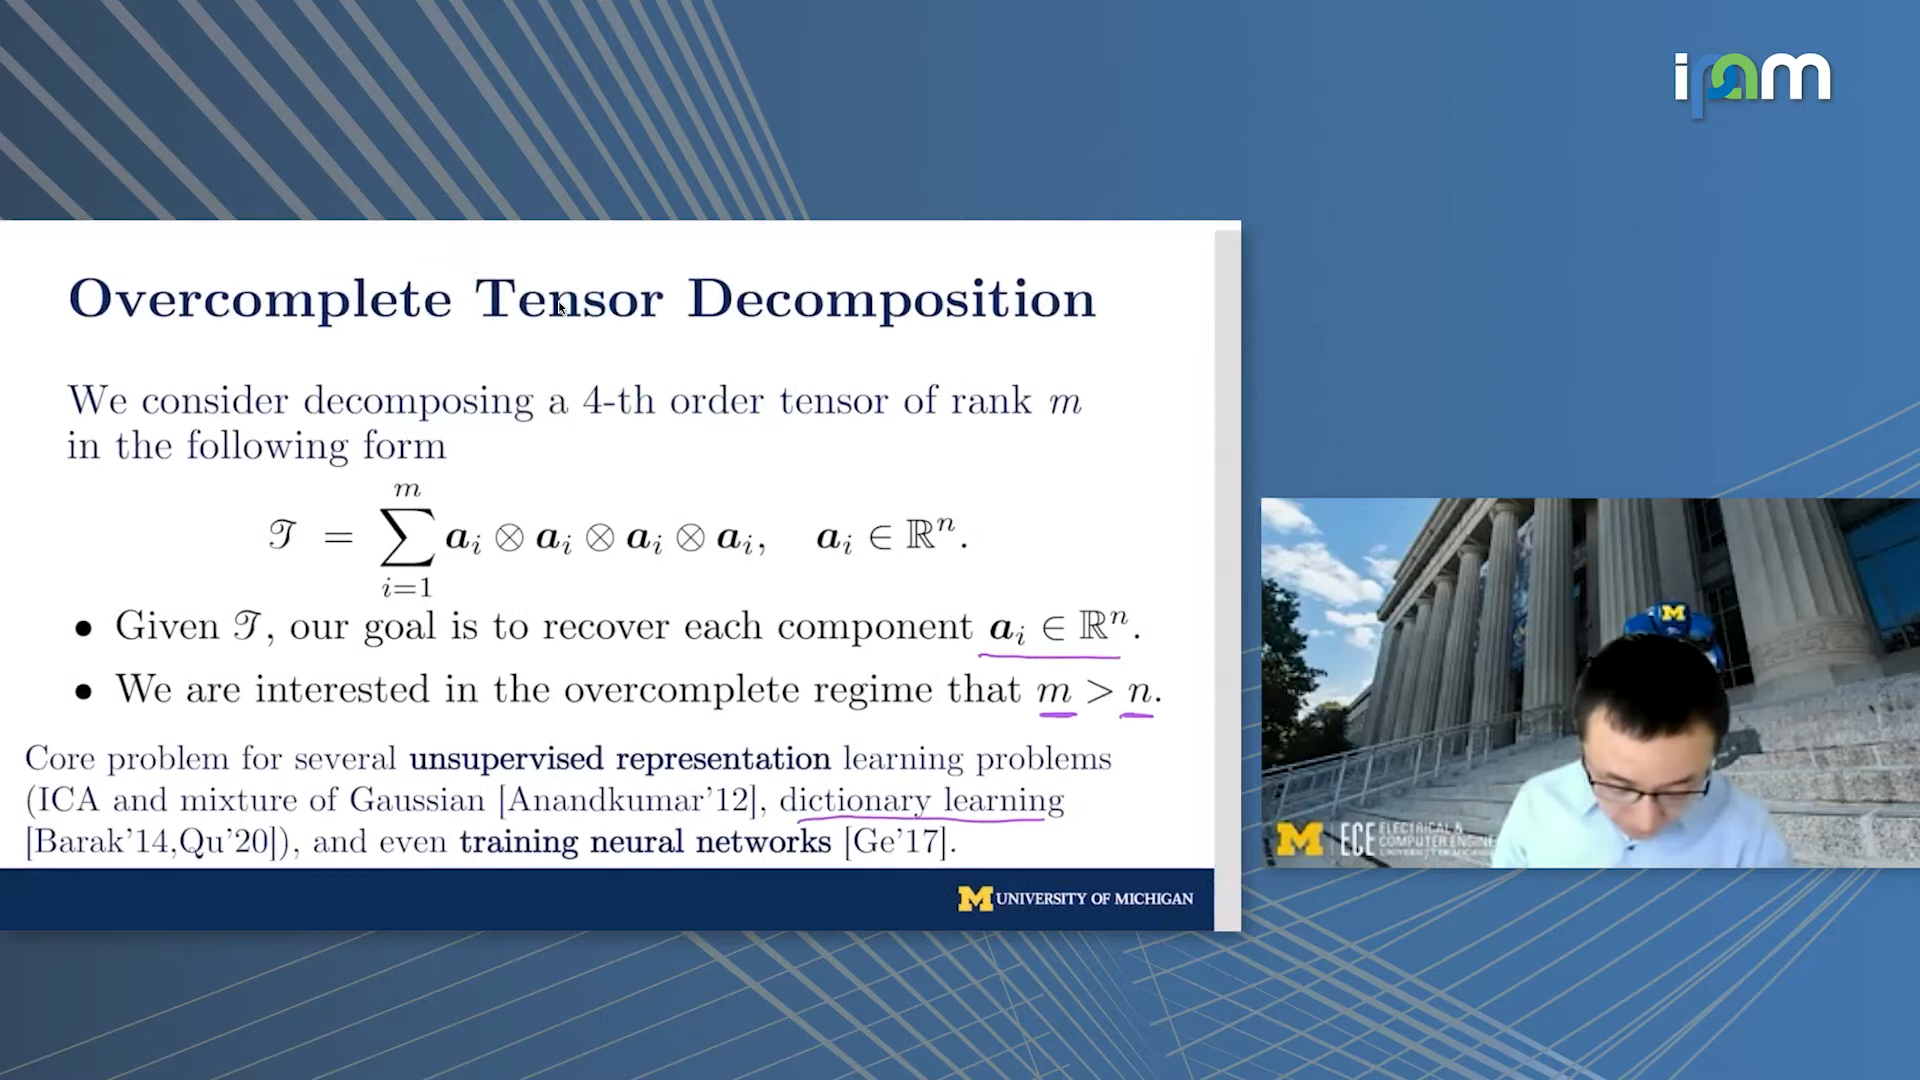 ipam
Overcomplete Tensor Decomposition
We consider decomposing a 4-th order tensor of rank m
in the following form
𝒯 = ∑_{i=1}^{m} a_i ⊗ a_i ⊗ a_i ⊗ a_i, a_i ∈ ℝ^n.
• Given 𝒯, our goal is to recover each component a_i ∈ ℝ^n.
• We are interested in the overcomplete regime that m > n.
Core problem for several unsupervised representation learning problems
(ICA and mixture of Gaussian [Anandkumar'12], dictionary learning
[Barak'14,Qu'20]), and even training neural networks [Ge'17].
M UNIVERSITY OF MICHIGAN
M
M ECE ELECTRICAL &
COMPUTER ENGINE